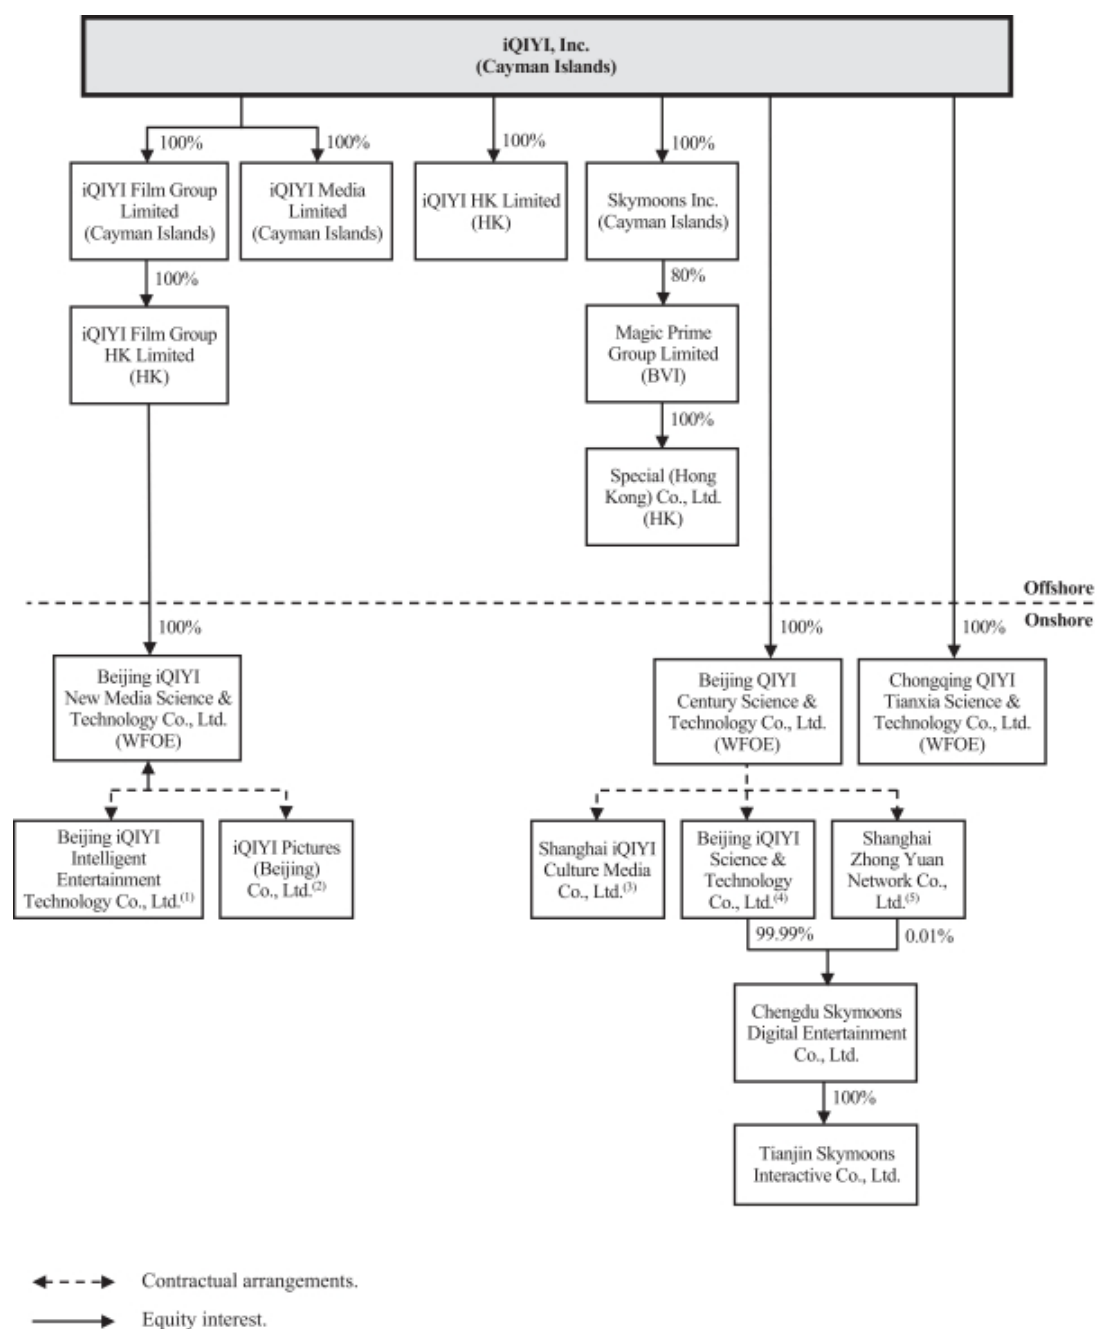 iQIYI, Inc.
(Cayman Islands)
100%
100%
100%
100%
iQIYI Film Group
Limited
(Cayman Islands)
iQIYI Media
Limited
(Cayman Islands)
iQIYI HK Limited
(HK)
Skymoons Inc.
(Cayman Islands)
100%
80%
iQIYI Film Group
HK Limited
(HK)
Magic Prime
Group Limited
(BVI)
100%
Special (Hong
Kong) Co., Ltd.
(HK)
Offshore
Onshore
100%
100%
100%
Beijing iQIYI
New Media Science &
Technology Co., Ltd.
(WFOE)
Beijing QIYI
Century Science &
Technology Co., Ltd.
(WFOE)
Chongqing QIYI
Tianxia Science &
Technology Co., Ltd.
(WFOE)
Beijing iQIYI
Intelligent
Entertainment
Technology Co., Ltd.(1)
iQIYI Pictures
(Beijing)
Co., Ltd.(2)
Shanghai iQIYI
Culture Media
Co., Ltd.(3)
Beijing iQIYI
Science &
Technology
Co., Ltd.(4)
Shanghai
Zhong Yuan
Network Co.,
Ltd.(5)
99.99%
0.01%
Chengdu Skymoons
Digital Entertainment
Co., Ltd.
100%
Tianjin Skymoons
Interactive Co., Ltd.
Contractual arrangements.
Equity interest.